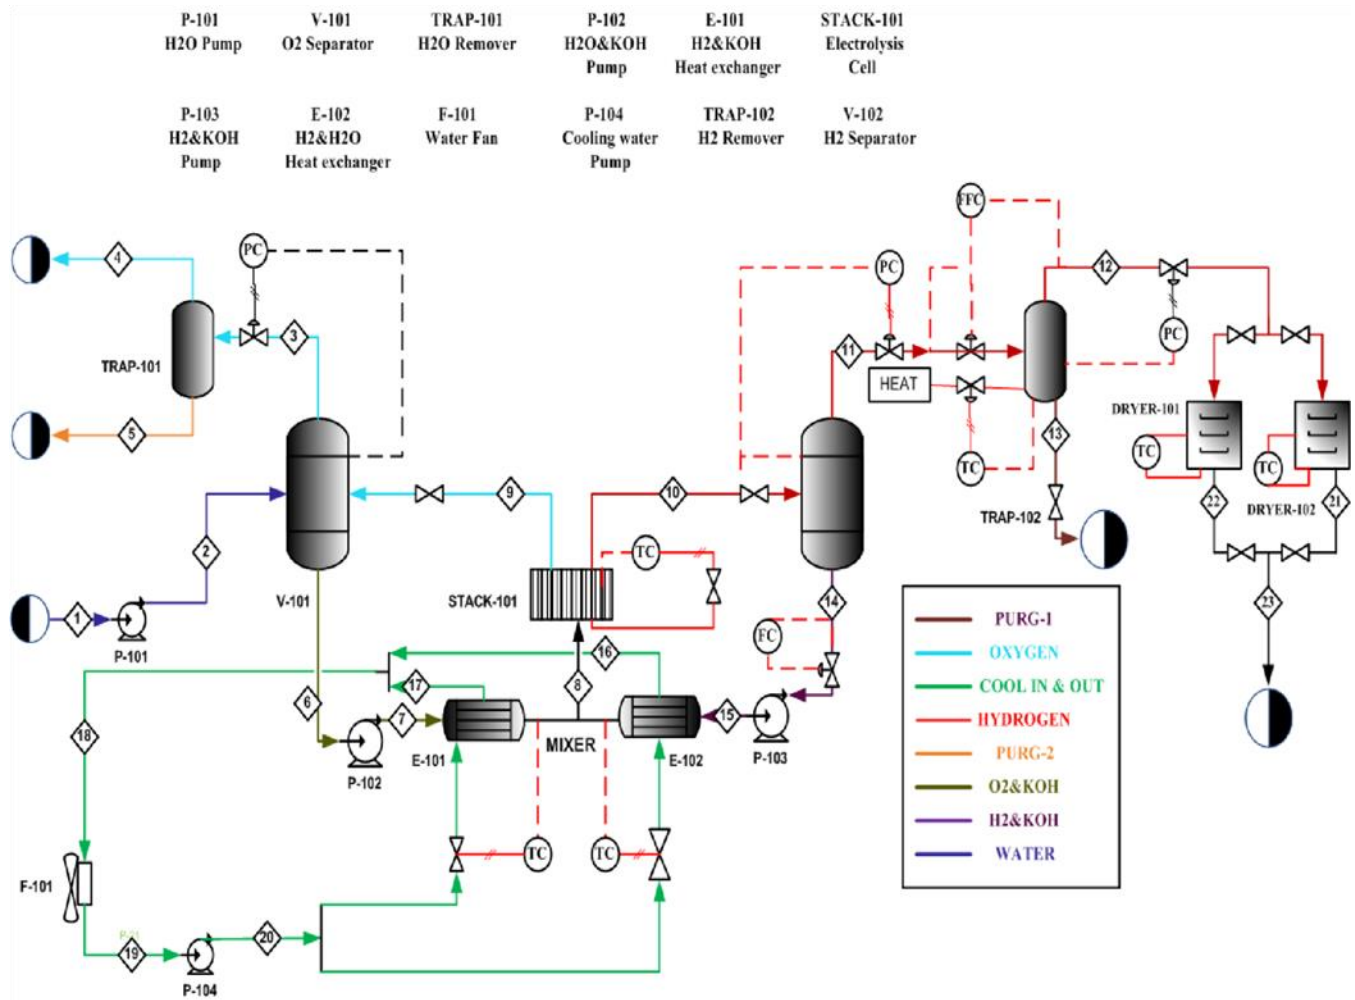 P-101
H2O Pump
V-101
O2 Separator
TRAP-101
H2O Remover
P-102
H2O&KOH
Pump
E-101
H2&KOH
Heat exchanger
STACK-101
Electrolysis
Cell
P-103
H2&KOH
Pump
E-102
H2&H2O
Heat exchanger
F-101
Water Fan
P-104
Cooling water
Pump
TRAP-102
H2 Remover
V-102
H2 Separator
FFC
PC
4
PC
12
3
11
PC
TRAP-101
HEAT
5
13
DRYER-101
TC
TC
TC
9
10
22
21
DRYER-102
TRAP-102
2
TC
V-101
STACK-101
14
23
1
FC
P-101
16
17
8
6
7
15
18
MIXER
P-102
E-101
E-102
P-103
TC
TC
F-101
19
20
P-104
PURG-1
OXYGEN
COOL IN & OUT
HYDROGEN
PURG-2
O2&KOH
H2&KOH
WATER